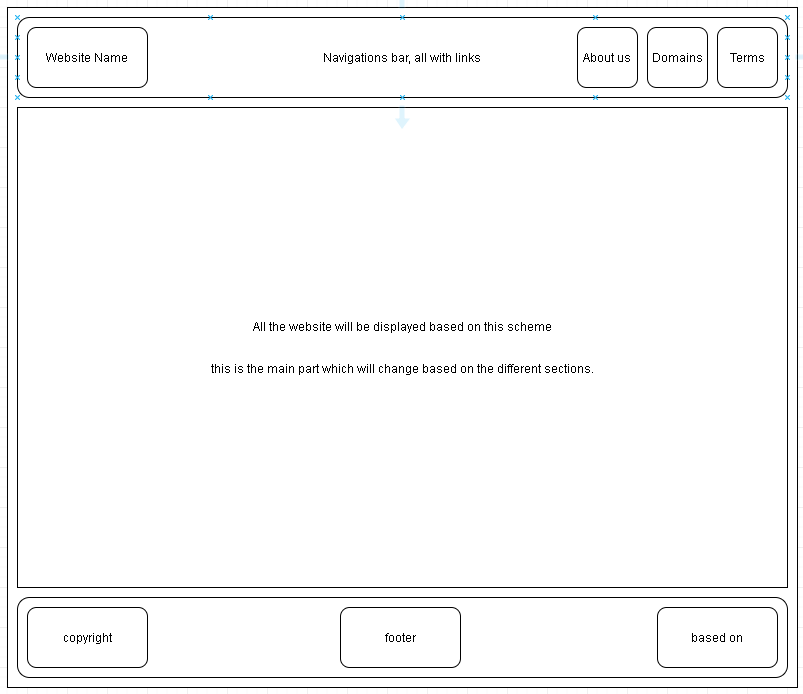 Website Name
Navigations bar, all with links
About us
Domains
Terms
All the website will be displayed based on this scheme
this is the main part which will change based on the different sections.
copyright
footer
based on